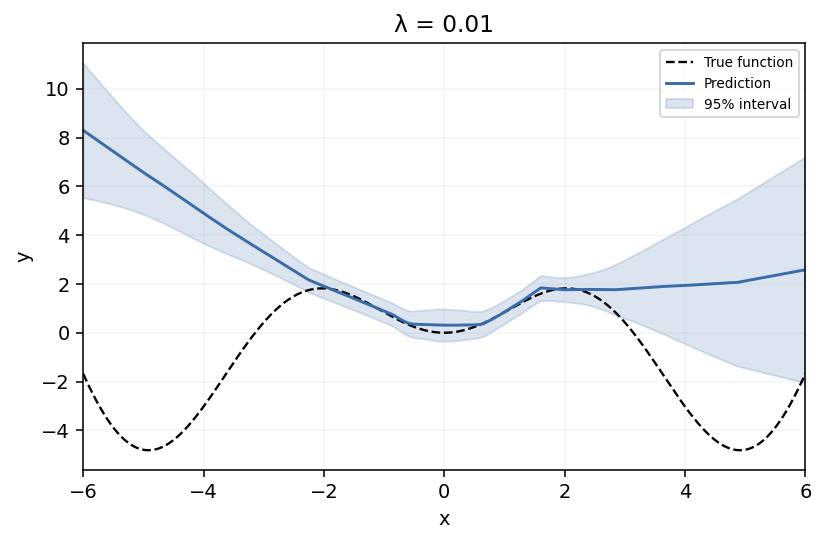 λ = 0.01
True function
Prediction
95% interval
y
10
8
6
4
2
0
−2
−4
−6 −4 −2 0 2 4 6
x